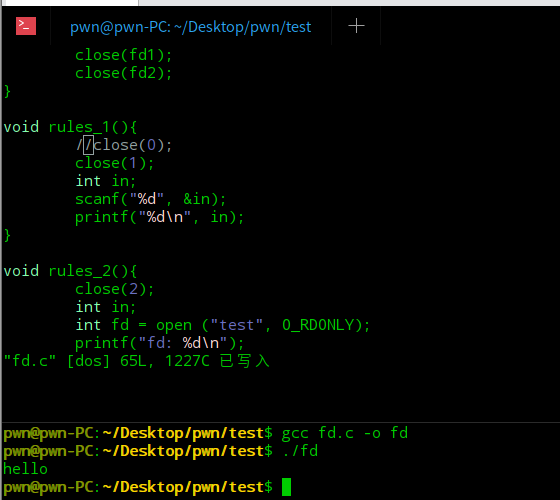 pwn@pwn-PC:~/Desktop/pwn/test
close(fd1);
close(fd2);
}
void rules_1(){
//close(0);
close(1);
int in;
scanf("%d", &in);
printf("%d\n", in);
}
void rules_2(){
close(2);
int in;
int fd = open ("test", O_RDONLY);
printf("fd: %d\n");
"fd.c" [dos] 65L, 1227C 已写入
pwn@pwn-PC:~/Desktop/pwn/test$ gcc fd.c -o fd
pwn@pwn-PC:~/Desktop/pwn/test$ ./fd
hello
pwn@pwn-PC:~/Desktop/pwn/test$